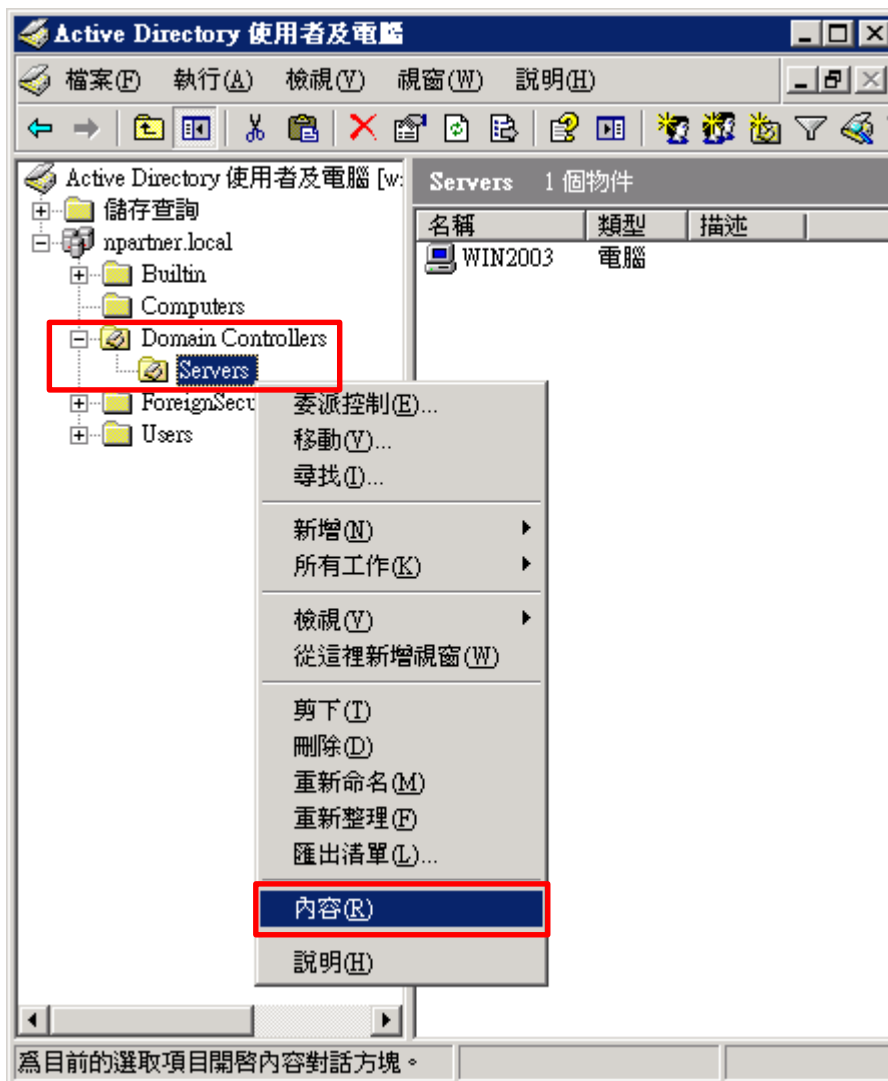 Active Directory 使用者及電腦
檔案(F) 執行(A) 檢視(V) 視窗(W) 說明(H)
Active Directory 使用者及電腦 [w:
儲存查詢
npartner.local
Builtin
Computers
Domain Controllers
Servers
ForeignSecu
Users
Servers 1 個物件
名稱 類型 描述
WIN2003 電腦
委派控制(E)...
移動(V)...
尋找(I)...
新增(N)
所有工作(K)
檢視(V)
從這裡新增視窗(W)
剪下(T)
刪除(D)
重新命名(M)
重新整理(F)
匯出清單(L)...
內容(R)
說明(H)
為目前的選取項目開啓內容對話方塊。